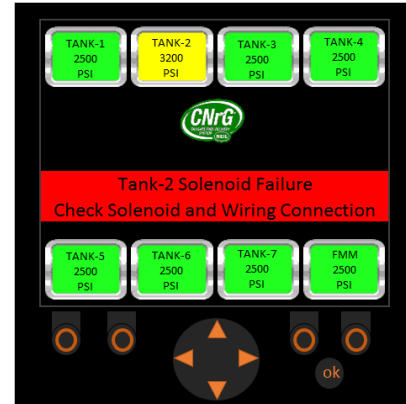 TANK-1
2500
PSI
TANK-2
3200
PSI
TANK-3
2500
PSI
TANK-4
2500
PSI
CNrG
Tank-2 Solenoid Failure
Check Solenoid and Wiring Connection
TANK-5
2500
PSI
TANK-6
2500
PSI
TANK-7
2500
PSI
FMM
2500
PSI
ok